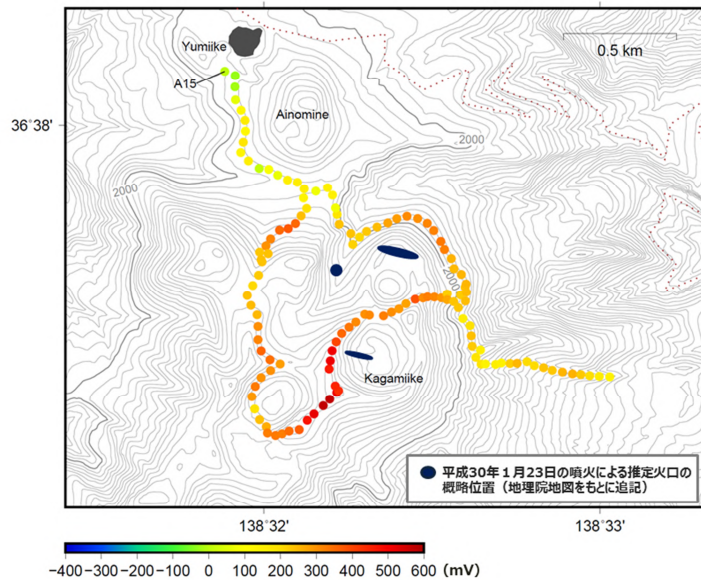 Yumiike
0.5 km
A15
Ainomine
36°38'
2000
2000
2000
Kagamiike
平成30年1月23日の噴火による推定火口の
概略位置（地理院地図をもとに追記）
138°32'
138°33'
−400 −300 −200 −100 0 100 200 300 400 500 600 (mV)